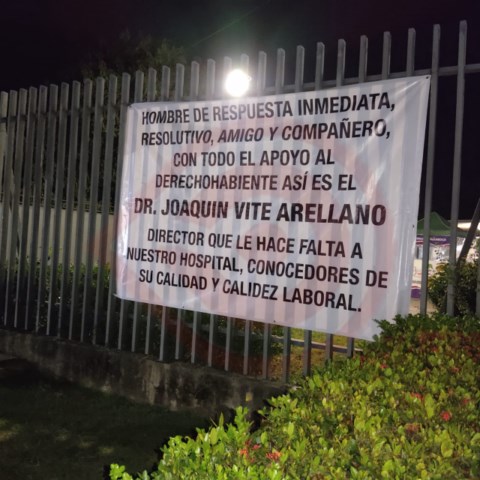 HOMBRE DE RESPUESTA INMEDIATA,
RESOLUTIVO, AMIGO Y COMPAÑERO,
CON TODO EL APOYO AL
DERECHOHABIENTE ASÍ ES EL
DR. JOAQUIN VITE ARELLANO
DIRECTOR QUE LE HACE FALTA A
NUESTRO HOSPITAL, CONOCEDORES DE
SU CALIDAD Y CALIDEZ LABORAL.